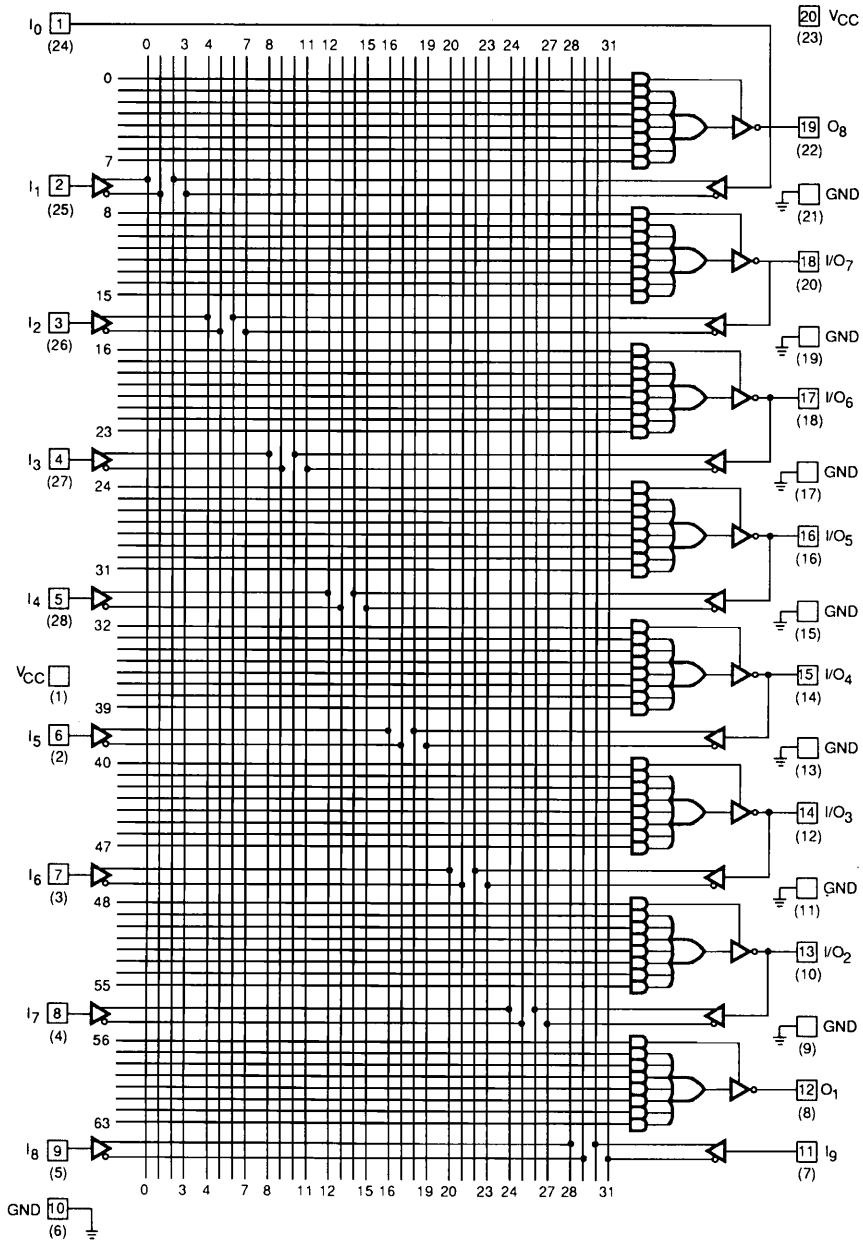 I0 1 20 VCC
(24) (23)
0 3 4 7 8 11 12 15 16 19 20 23 24 27 28 31
0
19 O8
(22)
7
I1 2
(25)
GND
(21)
8
18 I/O7
(20)
15
I2 3
(26)
GND
(19)
16
17 I/O6
(18)
23
I3 4
(27)
GND
(17)
24
16 I/O5
(16)
31
I4 5
(28)
GND
(15)
32
VCC
(1)
15 I/O4
(14)
39
I5 6
(2)
GND
(13)
40
14 I/O3
(12)
47
I6 7
(3)
GND
(11)
48
13 I/O2
(10)
55
I7 8
(4)
GND
(9)
56
12 O1
(8)
63
I8 9 11 I9
(5) (7)
0 3 4 7 8 11 12 15 16 19 20 23 24 27 28 31
GND 10
(6)